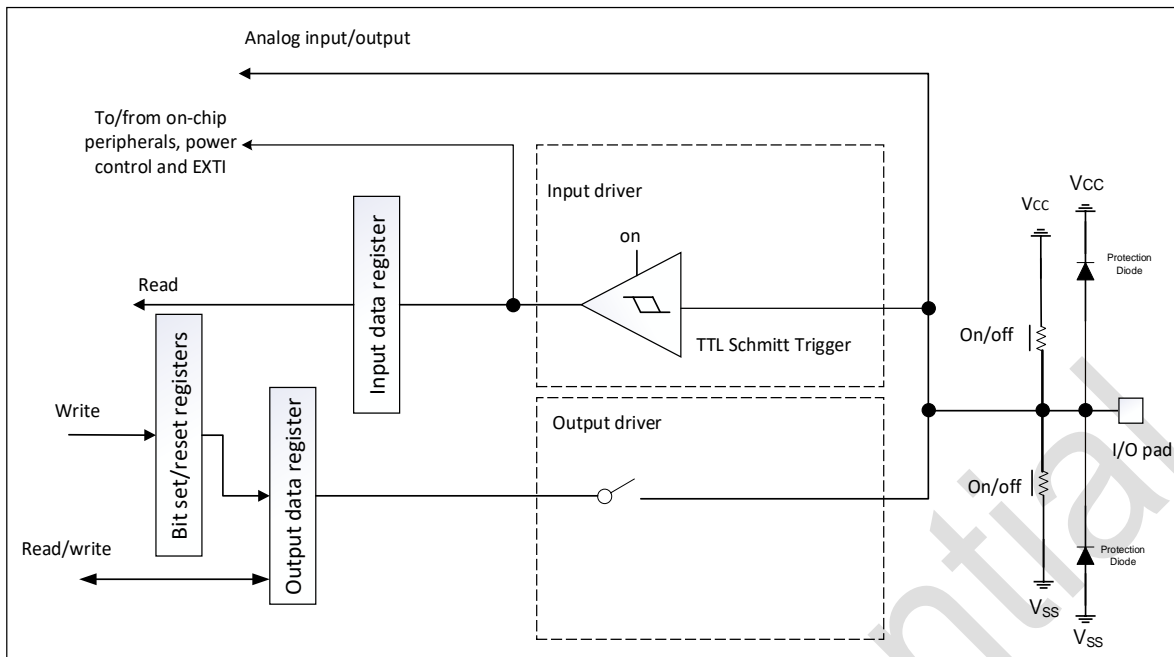 Analog input/output
To/from on-chip
peripherals, power
control and EXTI
Input driver
on
TTL Schmitt Trigger
Read
Input data register
Bit set/reset registers
Write
Output data register
Read/write
Output driver
VCC
VCC
Protection
Diode
On/off
I/O pad
On/off
Protection
Diode
VSS
VSS
ntial